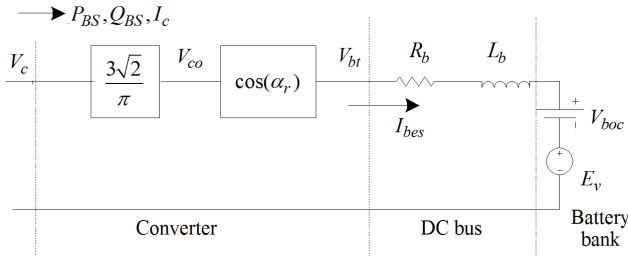 P_BS, Q_BS, I_c
V_c
3√2/π
V_co
cos(α_r)
V_bt
R_b
L_b
I_bes
+
V_boc
+
−
E_v
Converter
DC bus
Battery
bank